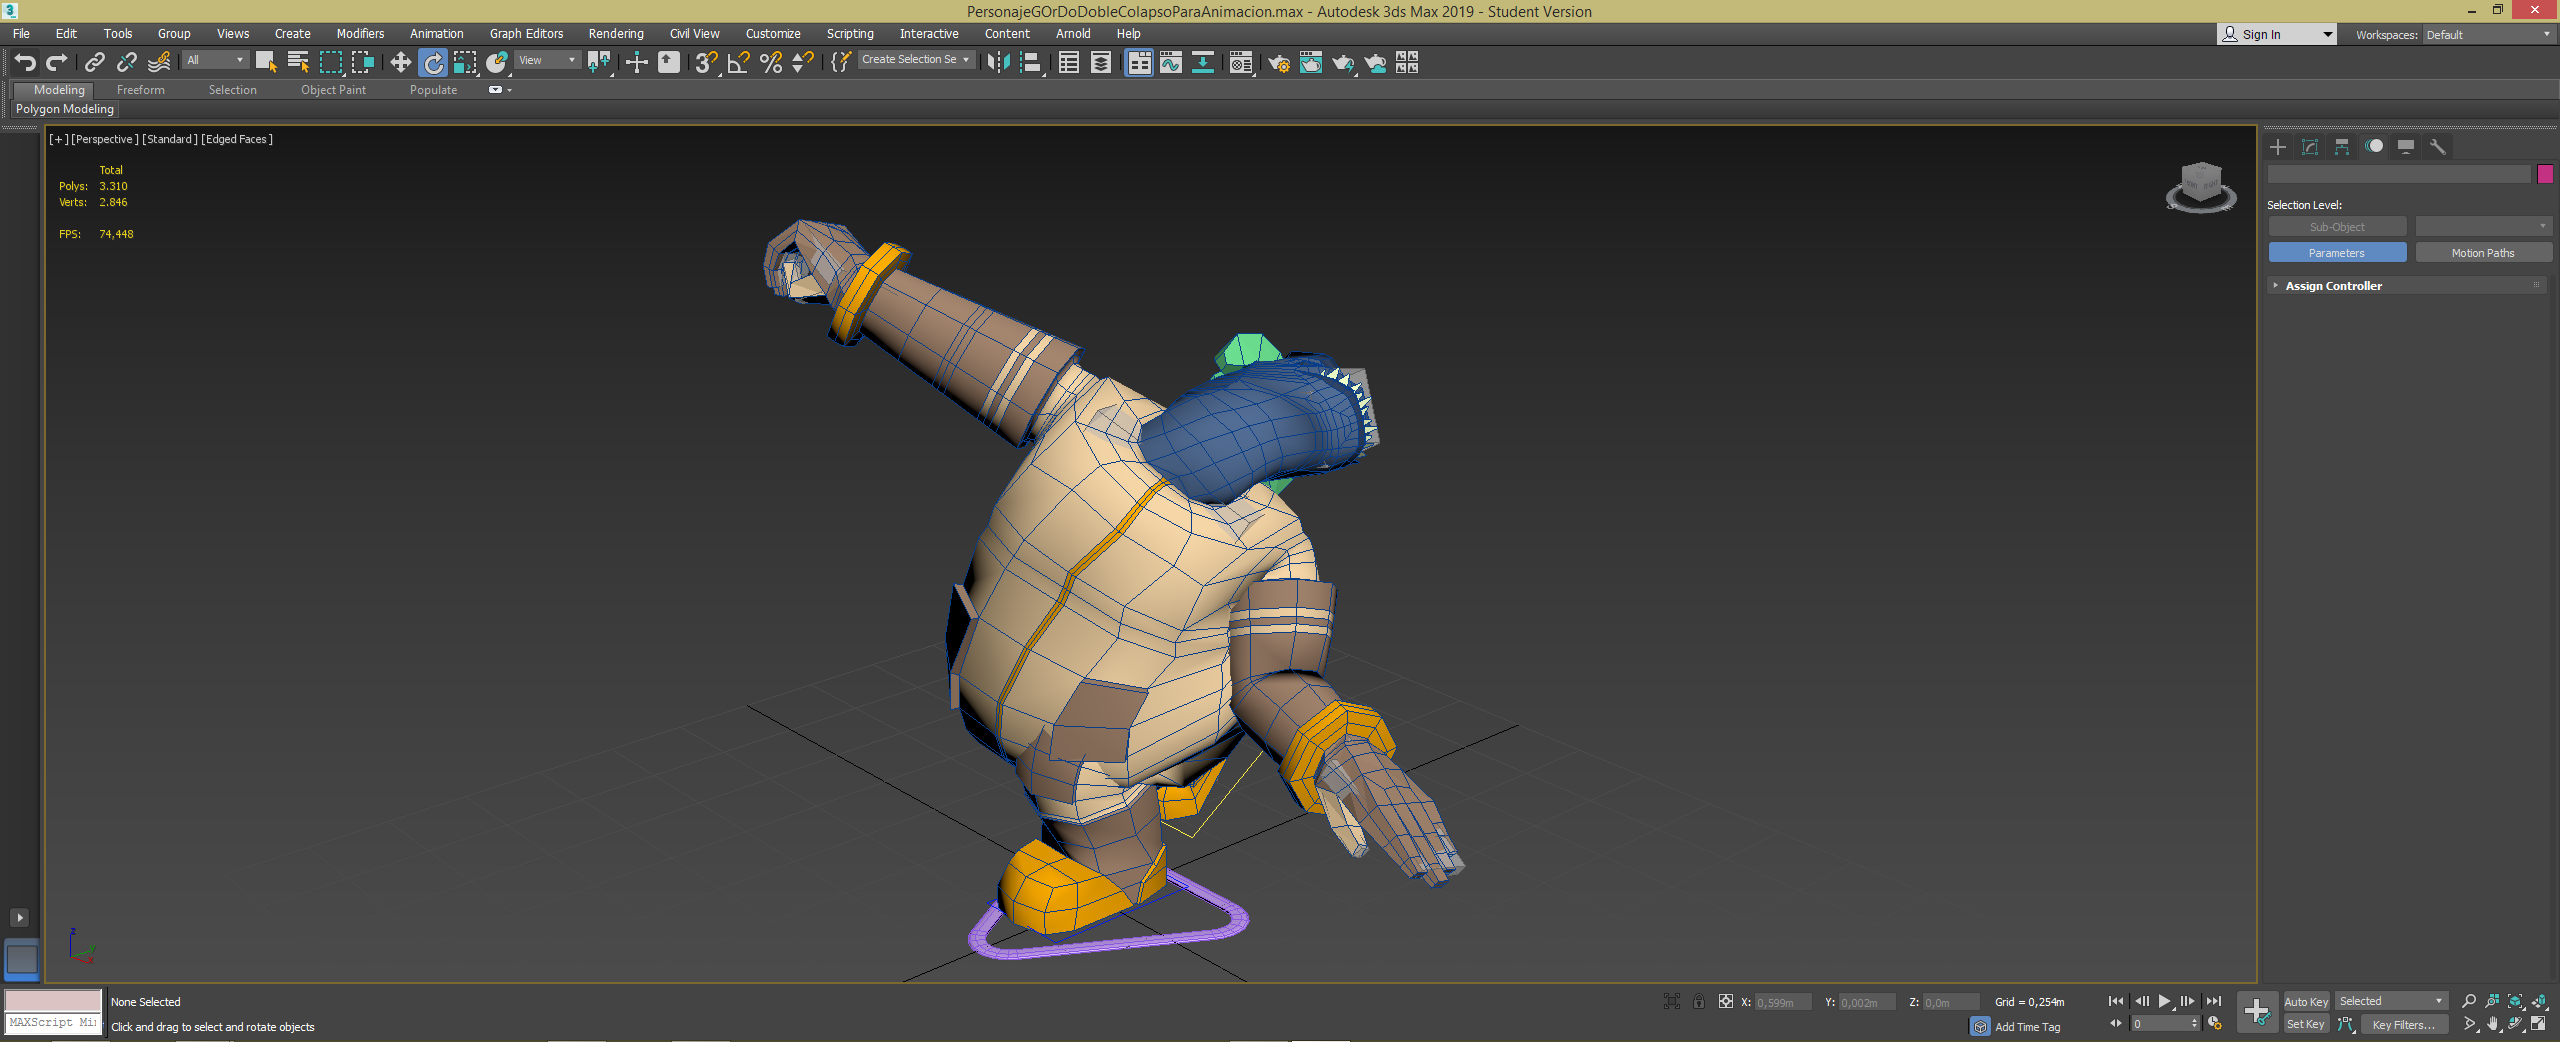 PersonajeGOrDoDobleColapsoParaAnimacion.max - Autodesk 3ds Max 2019 - Student Version
File Edit Tools Group Views Create Modifiers Animation Graph Editors Rendering Civil View Customize Scripting Interactive Content Arnold Help
Sign In Workspaces: Default
All View Create Selection Se
Modeling Freeform Selection Object Paint Populate
Polygon Modeling
[+] [Perspective] [Standard] [Edged Faces]
Total
Polys: 3.310
Verts: 2.846
FPS: 74,448
Selection Level:
Sub-Object
Parameters Motion Paths
Assign Controller
z
y
x
None Selected
X: 0,599m Y: 0,002m Z: 0,0m Grid = 0,254m
Auto Key Selected
MAXScript Mi
Click and drag to select and rotate objects
Add Time Tag
0
Set Key Key Filters...